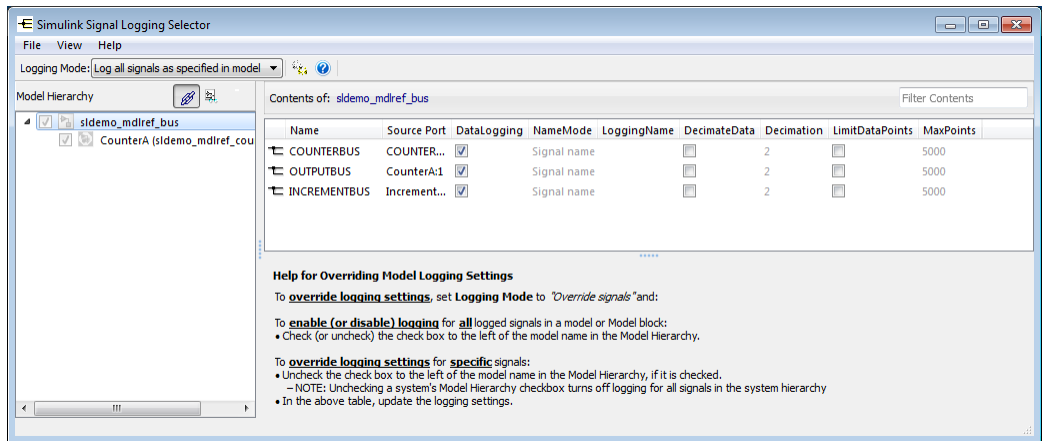 Simulink Signal Logging Selector
File View Help
Logging Mode: Log all signals as specified in model
Model Hierarchy
Contents of: sldemo_mdlref_bus
Filter Contents
sldemo_mdlref_bus
CounterA (sldemo_mdlref_cou
Name Source Port DataLogging NameMode LoggingName DecimateData Decimation LimitDataPoints MaxPoints
COUNTERBUS COUNTER... Signal name 2 5000
OUTPUTBUS CounterA:1 Signal name 2 5000
INCREMENTBUS Increment... Signal name 2 5000
Help for Overriding Model Logging Settings
To override logging settings, set Logging Mode to "Override signals" and:
To enable (or disable) logging for all logged signals in a model or Model block:
• Check (or uncheck) the check box to the left of the model name in the Model Hierarchy.
To override logging settings for specific signals:
• Uncheck the check box to the left of the model name in the Model Hierarchy, if it is checked.
– NOTE: Unchecking a system's Model Hierarchy checkbox turns off logging for all signals in the system hierarchy
• In the above table, update the logging settings.